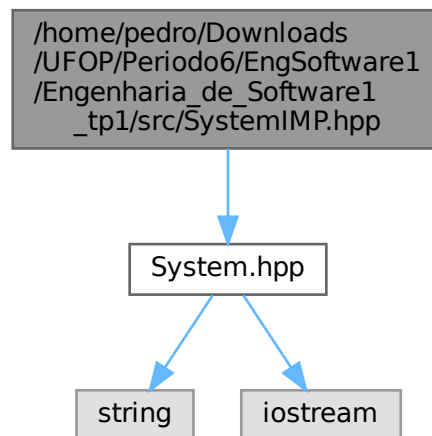 /home/pedro/Downloads
/UFOP/Periodo6/EngSoftware1
/Engenharia_de_Software1
_tp1/src/SystemIMP.hpp
System.hpp
string
iostream